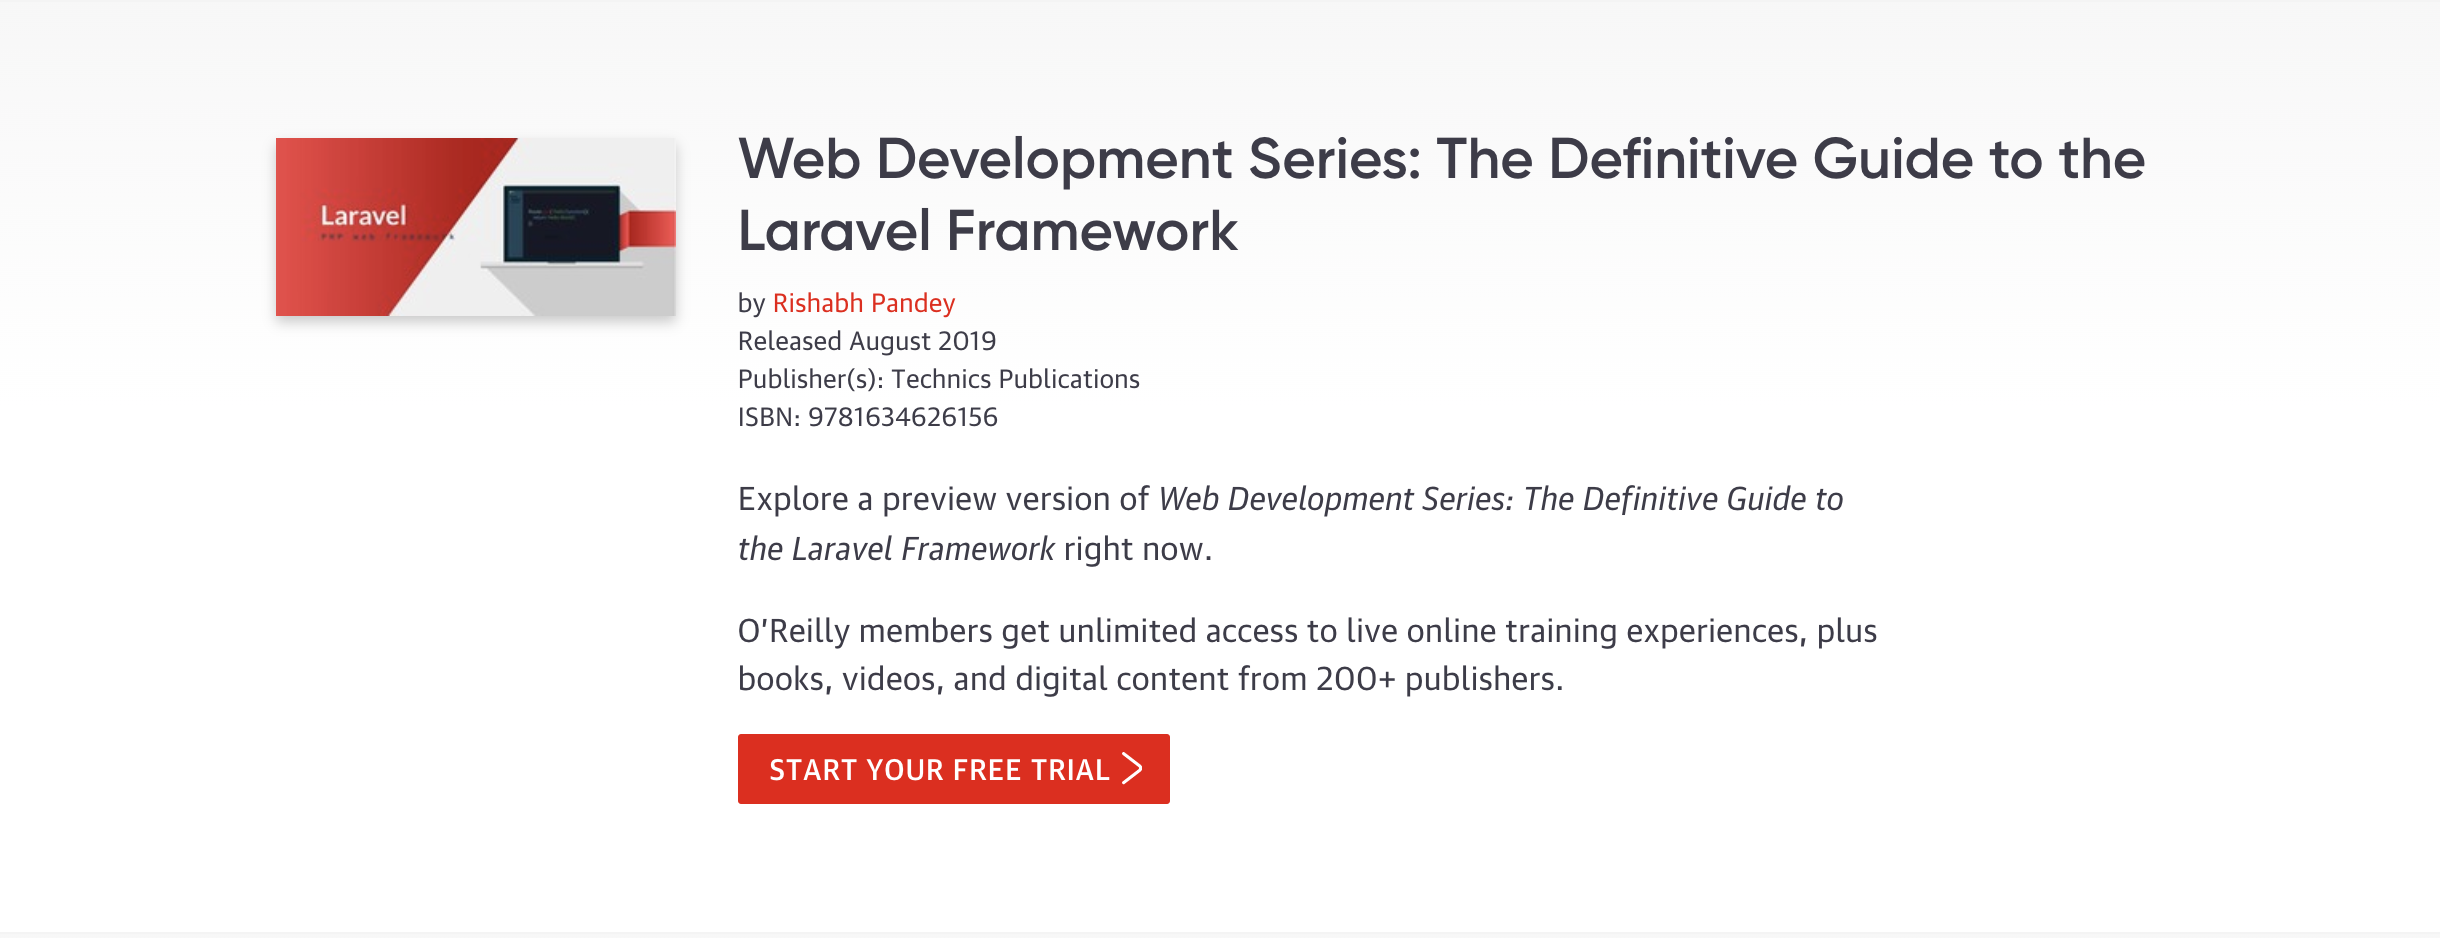 Laravel
PHP web framework
Web Development Series: The Definitive Guide to the
Laravel Framework
by Rishabh Pandey
Released August 2019
Publisher(s): Technics Publications
ISBN: 9781634626156
Explore a preview version of Web Development Series: The Definitive Guide to
the Laravel Framework right now.
O’Reilly members get unlimited access to live online training experiences, plus
books, videos, and digital content from 200+ publishers.
START YOUR FREE TRIAL